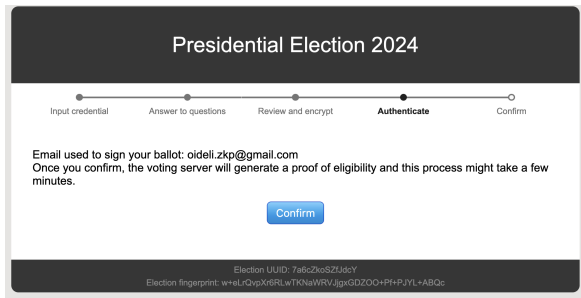 Presidential Election 2024
Input credential
Answer to questions
Review and encrypt
Authenticate
Confirm
Email used to sign your ballot: oideli.zkp@gmail.com
Once you confirm, the voting server will generate a proof of eligibility and this process might take a few
minutes.
Confirm
Election UUID: 7a6cZkoSZfJdcY
Election fingerprint: w+eLrQvpXr6RLwTKNaWRVJjgxGDZOO+Pf+PJYL+ABQc